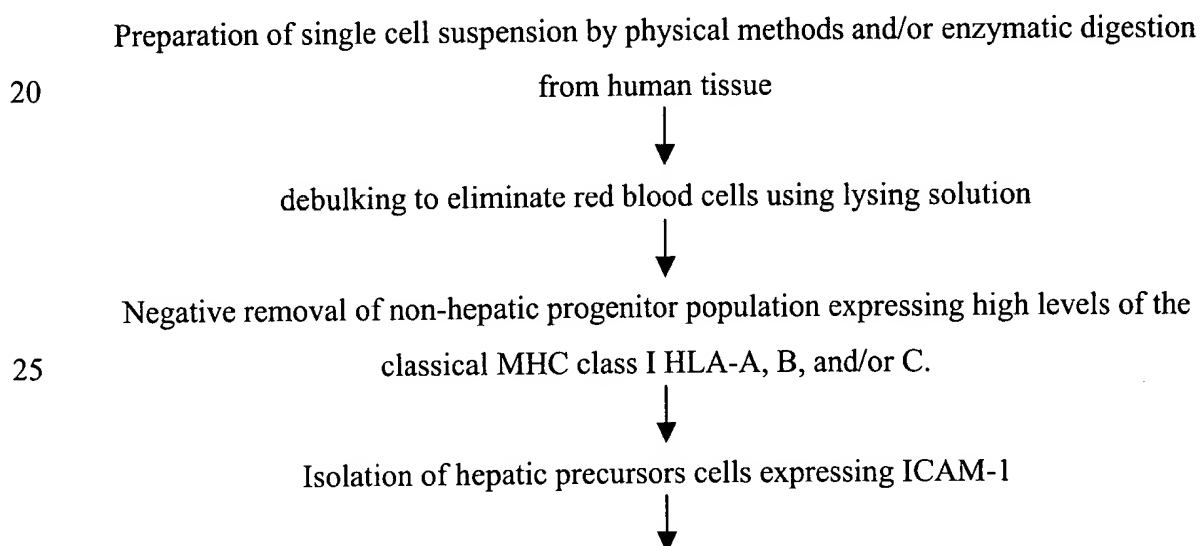 Preparation of single cell suspension by physical methods and/or enzymatic digestion
20 from human tissue
debulking to eliminate red blood cells using lysing solution
Negative removal of non-hepatic progenitor population expressing high levels of the
25 classical MHC class I HLA-A, B, and/or C.
Isolation of hepatic precursors cells expressing ICAM-1